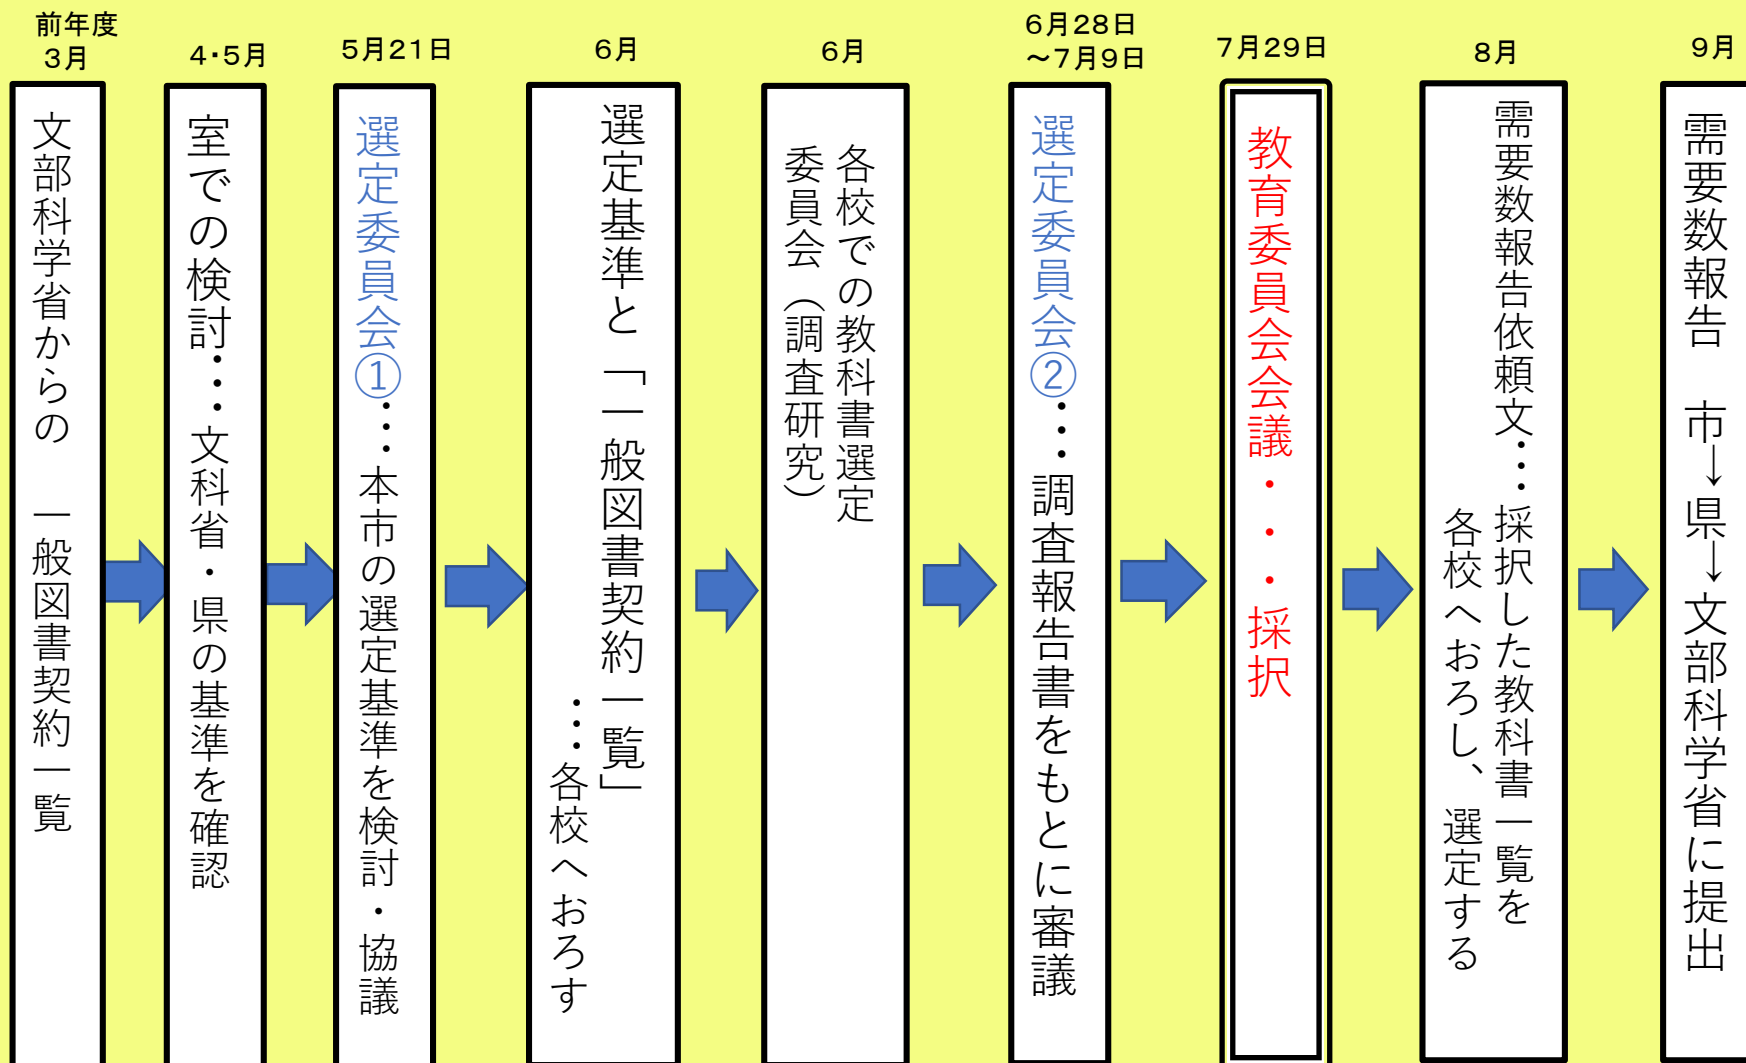 前年度
3月
文部科学省からの　一般図書契約一覧
4・5月
室での検討・・・文科省・県の基準を確認
5月21日
選定委員会①・・・本市の選定基準を検討・協議
6月
選定基準と「一般図書契約一覧」
・・・各校へおろす
6月
各校での教科書選定
委員会（調査研究）
6月28日
～7月9日
選定委員会②・・・調査報告書をもとに審議
7月29日
教育委員会会議・・・採択
8月
需要数報告依頼文・・・採択した教科書一覧を
各校へおろし、選定する
9月
需要数報告　市→県→文部科学省に提出